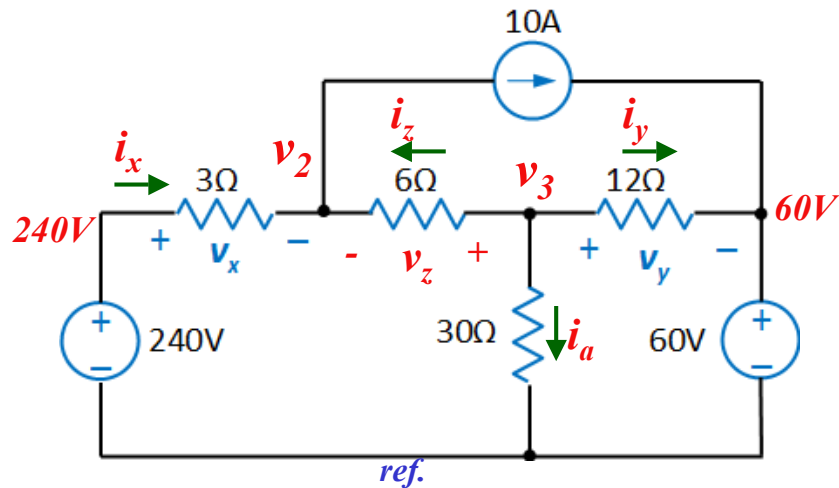 10A
i_x v_2 i_z v_3 i_y
3Ω 6Ω 12Ω
240V 60V
+ v_x − - v_z + + v_y −
+ − 240V 30Ω i_a 60V + −
ref.